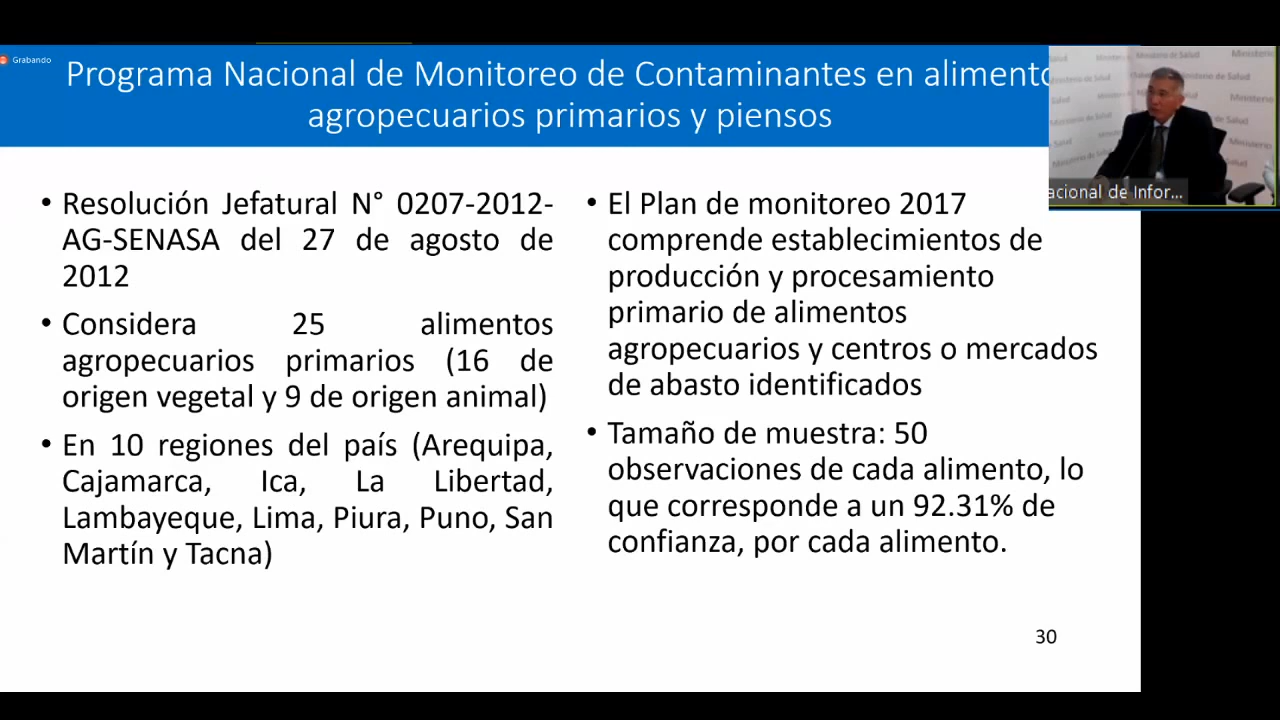 Grabando
Programa Nacional de Monitoreo de Contaminantes en alimento
agropecuarios primarios y piensos
• Resolución Jefatural N° 0207-2012-
AG-SENASA del 27 de agosto de
2012
• Considera 25 alimentos
agropecuarios primarios (16 de
origen vegetal y 9 de origen animal)
• En 10 regiones del país (Arequipa,
Cajamarca, Ica, La Libertad,
Lambayeque, Lima, Piura, Puno, San
Martín y Tacna)
• El Plan de monitoreo 2017
comprende establecimientos de
producción y procesamiento
primario de alimentos
agropecuarios y centros o mercados
de abasto identificados
• Tamaño de muestra: 50
observaciones de cada alimento, lo
que corresponde a un 92.31% de
confianza, por cada alimento.
30
acional de Infor...
Ministerio de Salud